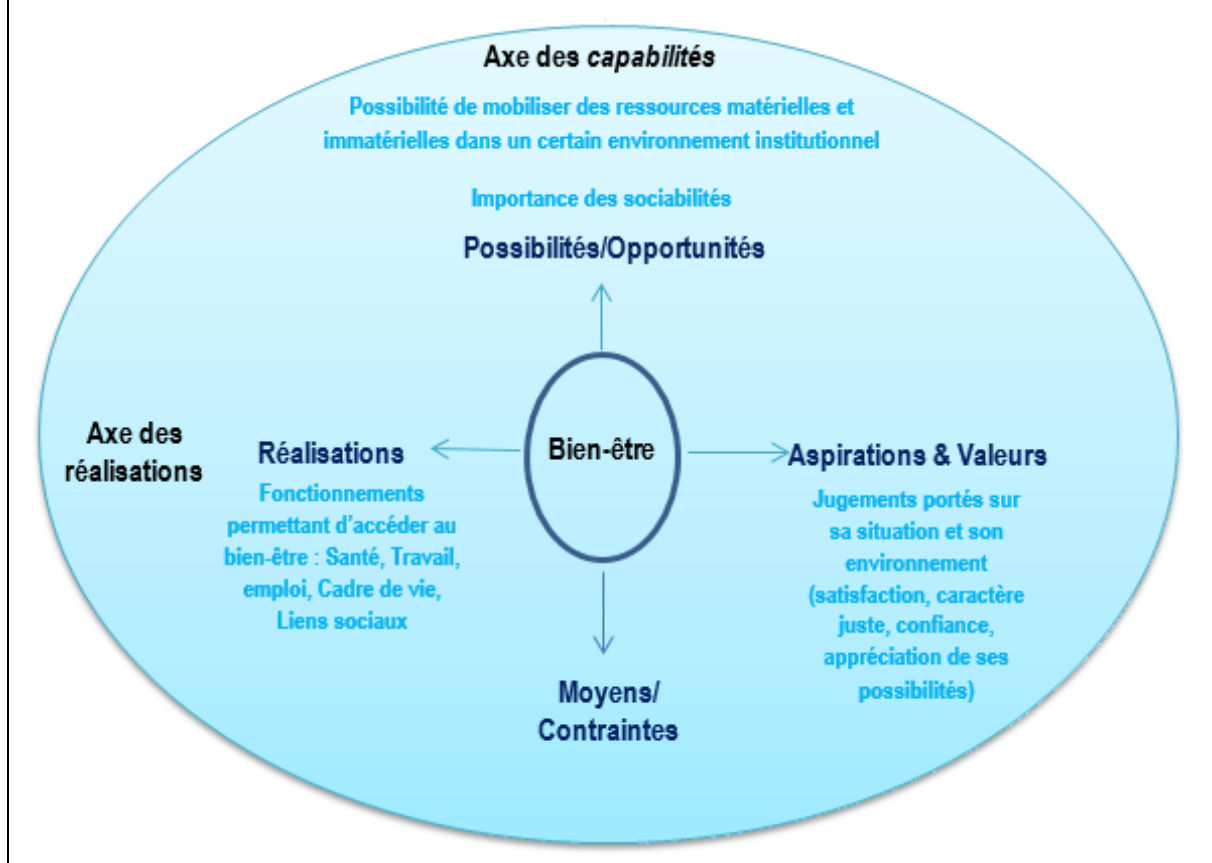 Axe des capabilités
Possibilité de mobiliser des ressources matérielles et
immatérielles dans un certain environnement institutionnel
Importance des sociabilités
Possibilités/Opportunités
Axe des
réalisations
Réalisations
Fonctionnements
permettant d'accéder au
bien-être : Santé, Travail,
emploi, Cadre de vie,
Liens sociaux
Bien-être
Aspirations & Valeurs
Jugements portés sur
sa situation et son
environnement
(satisfaction, caractère
juste, confiance,
appréciation de ses
possibilités)
Moyens/
Contraintes